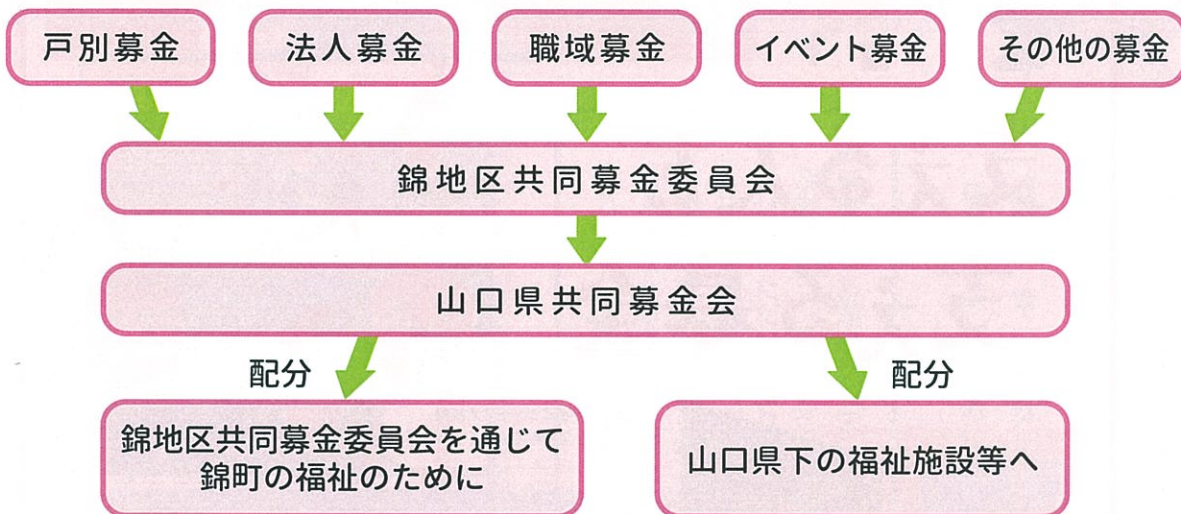 戸別募金
法人募金
職域募金
イベント募金
その他の募金
錦地区共同募金委員会
山口県共同募金会
配分
配分
錦地区共同募金委員会を通じて
錦町の福祉のために
山口県下の福祉施設等へ